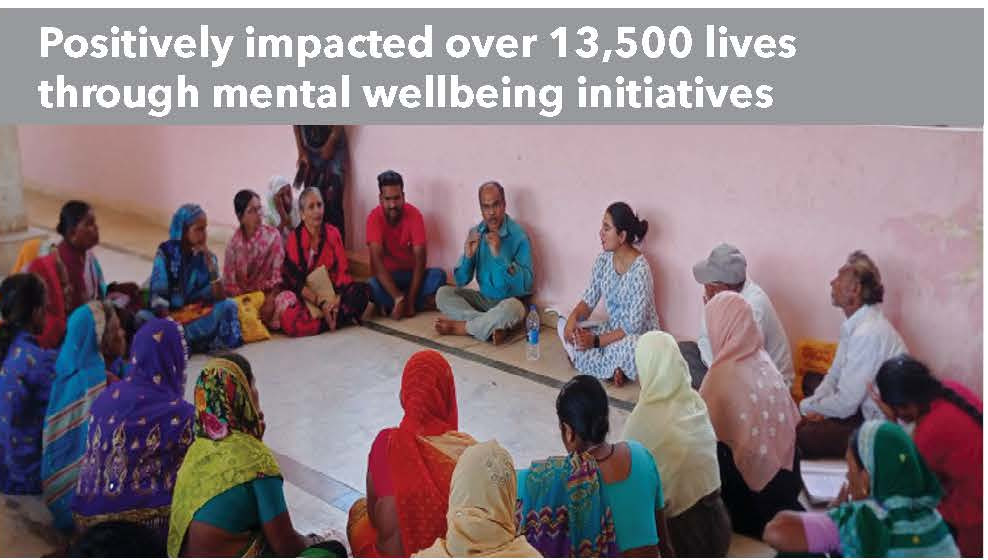 Positively impacted over 13,500 lives
through mental wellbeing initiatives